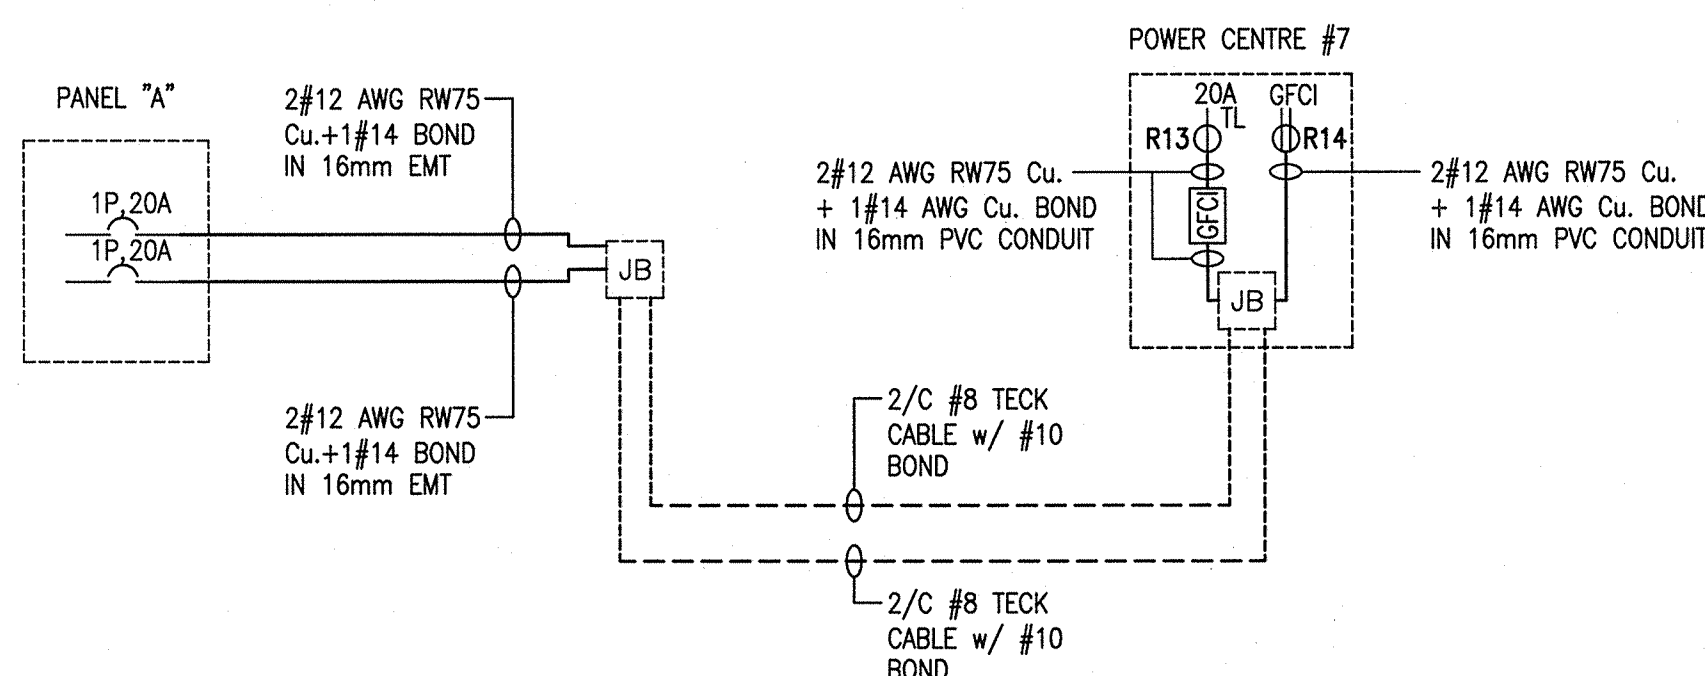 POWER CENTRE #7
PANEL "A"
2#12 AWG RW75
Cu.+1#14 BOND
IN 16mm EMT
1P,20A
1P,20A
JB
2#12 AWG RW75
Cu.+1#14 BOND
IN 16mm EMT
20A
TL
GFCI
R13
R14
2#12 AWG RW75 Cu.
+ 1#14 AWG Cu. BOND
IN 16mm PVC CONDUIT
GFCI
JB
2#12 AWG RW75 Cu.
+ 1#14 AWG Cu. BOND
IN 16mm PVC CONDUIT
2/C #8 TECK
CABLE w/ #10
BOND
2/C #8 TECK
CABLE w/ #10
BOND